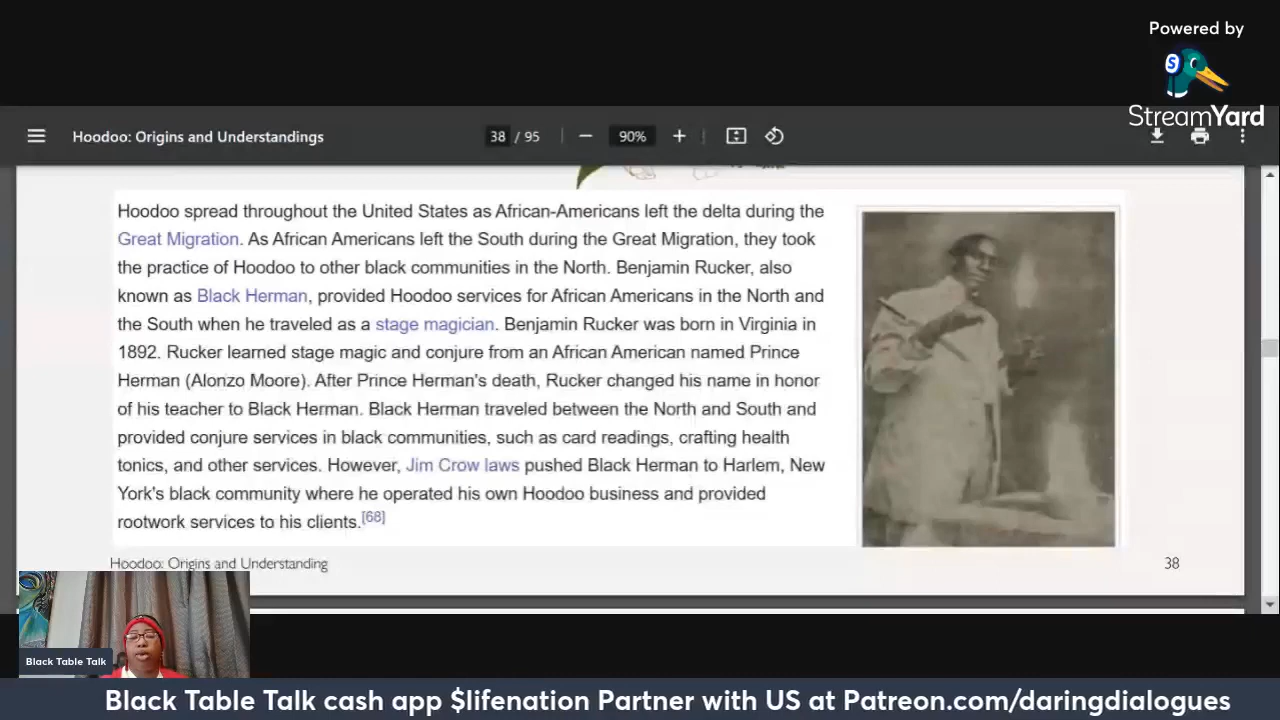 Powered by
S
StreamYard
Hoodoo: Origins and Understandings
38 / 95
90%
Hoodoo spread throughout the United States as African-Americans left the delta during the
Great Migration. As African Americans left the South during the Great Migration, they took
the practice of Hoodoo to other black communities in the North. Benjamin Rucker, also
known as Black Herman, provided Hoodoo services for African Americans in the North and
the South when he traveled as a stage magician. Benjamin Rucker was born in Virginia in
1892. Rucker learned stage magic and conjure from an African American named Prince
Herman (Alonzo Moore). After Prince Herman's death, Rucker changed his name in honor
of his teacher to Black Herman. Black Herman traveled between the North and South and
provided conjure services in black communities, such as card readings, crafting health
tonics, and other services. However, Jim Crow laws pushed Black Herman to Harlem, New
York's black community where he operated his own Hoodoo business and provided
rootwork services to his clients.[68]
Hoodoo: Origins and Understanding
38
Black Table Talk
Black Table Talk cash app $lifenation Partner with US at Patreon.com/daringdialogues